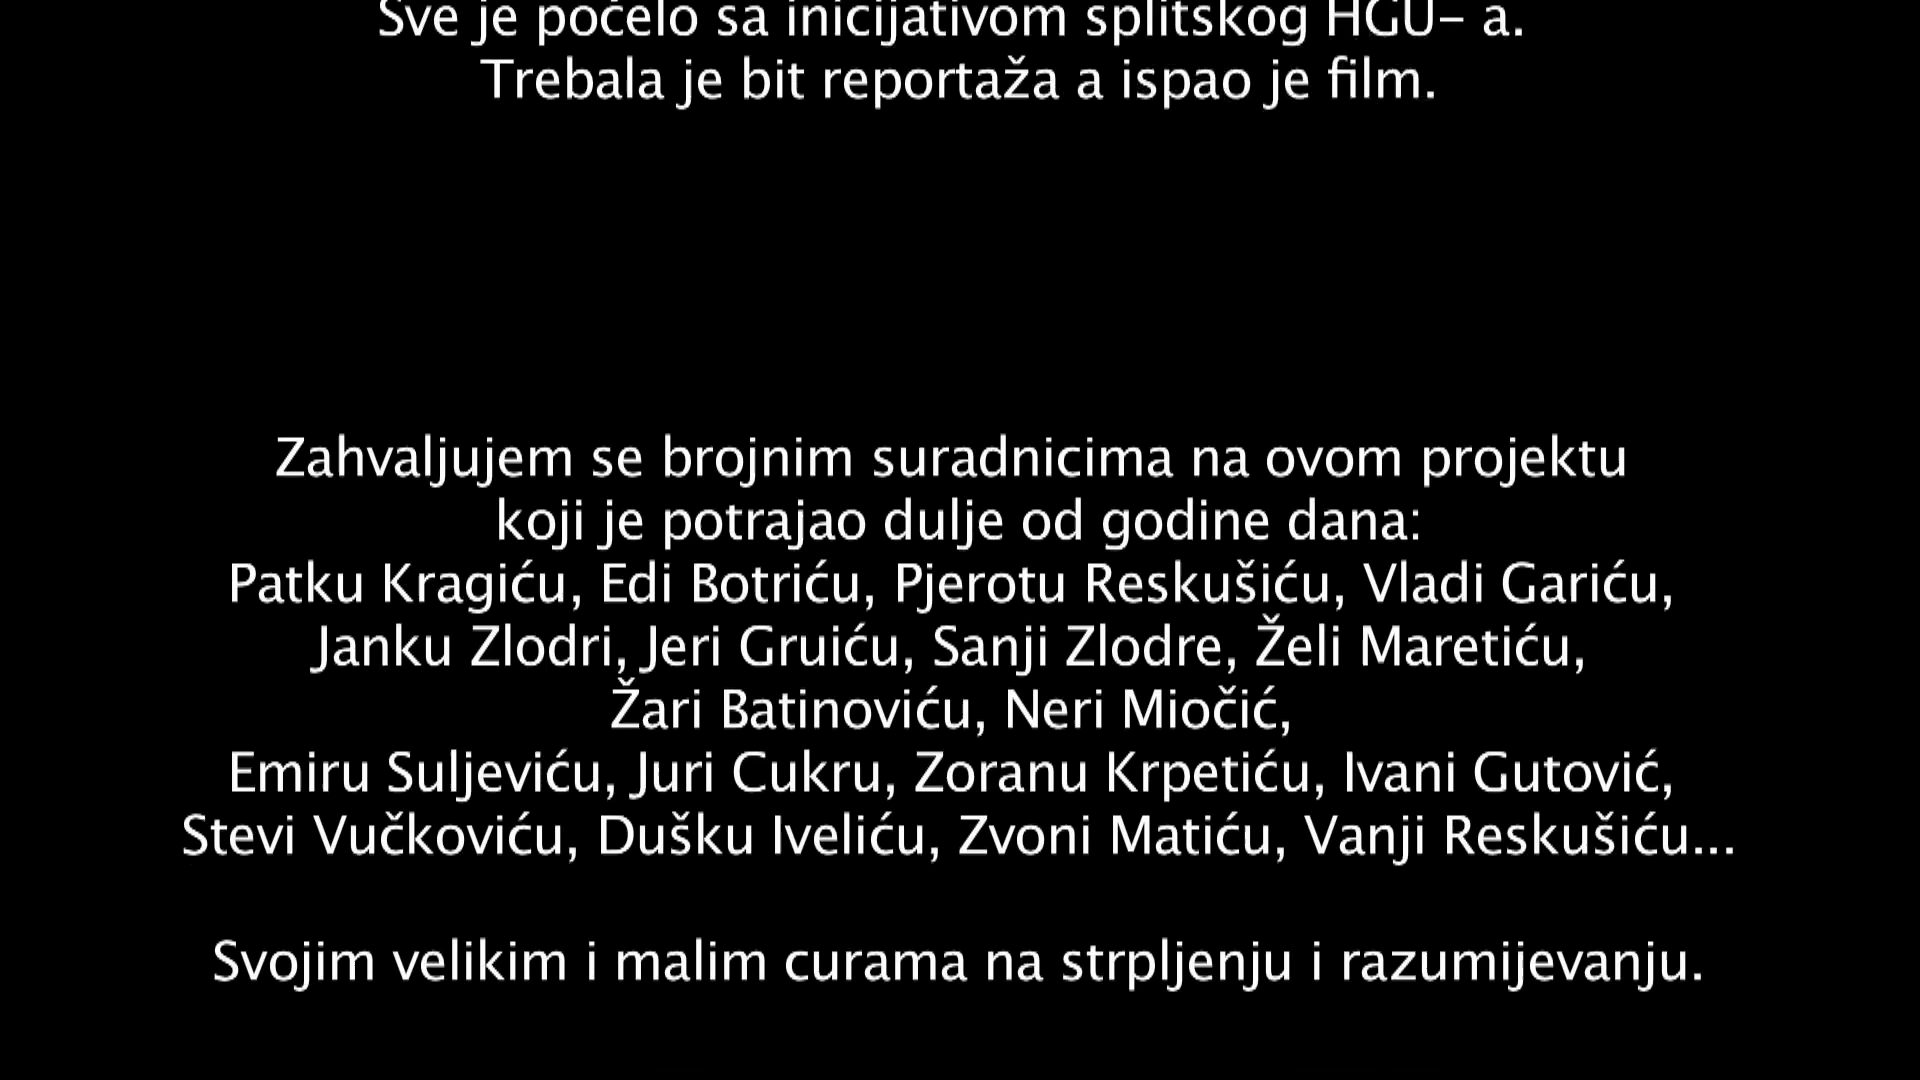 Sve je počelo sa inicijativom splitskog HGU- a.
Trebala je bit reportaža a ispao je film.
Zahvaljujem se brojnim suradnicima na ovom projektu
koji je potrajao dulje od godine dana:
Patku Kragiću, Edi Botriću, Pjerotu Reskušiću, Vladi Gariću,
Janku Zlodri, Jeri Gruiću, Sanji Zlodre, Želi Maretiću,
Žari Batinoviću, Neri Miočić,
Emiru Suljeviću, Juri Cukru, Zoranu Krpetiću, Ivani Gutović,
Stevi Vučkoviću, Dušku Iveliću, Zvoni Matiću, Vanji Reskušiću...
Svojim velikim i malim curama na strpljenju i razumijevanju.